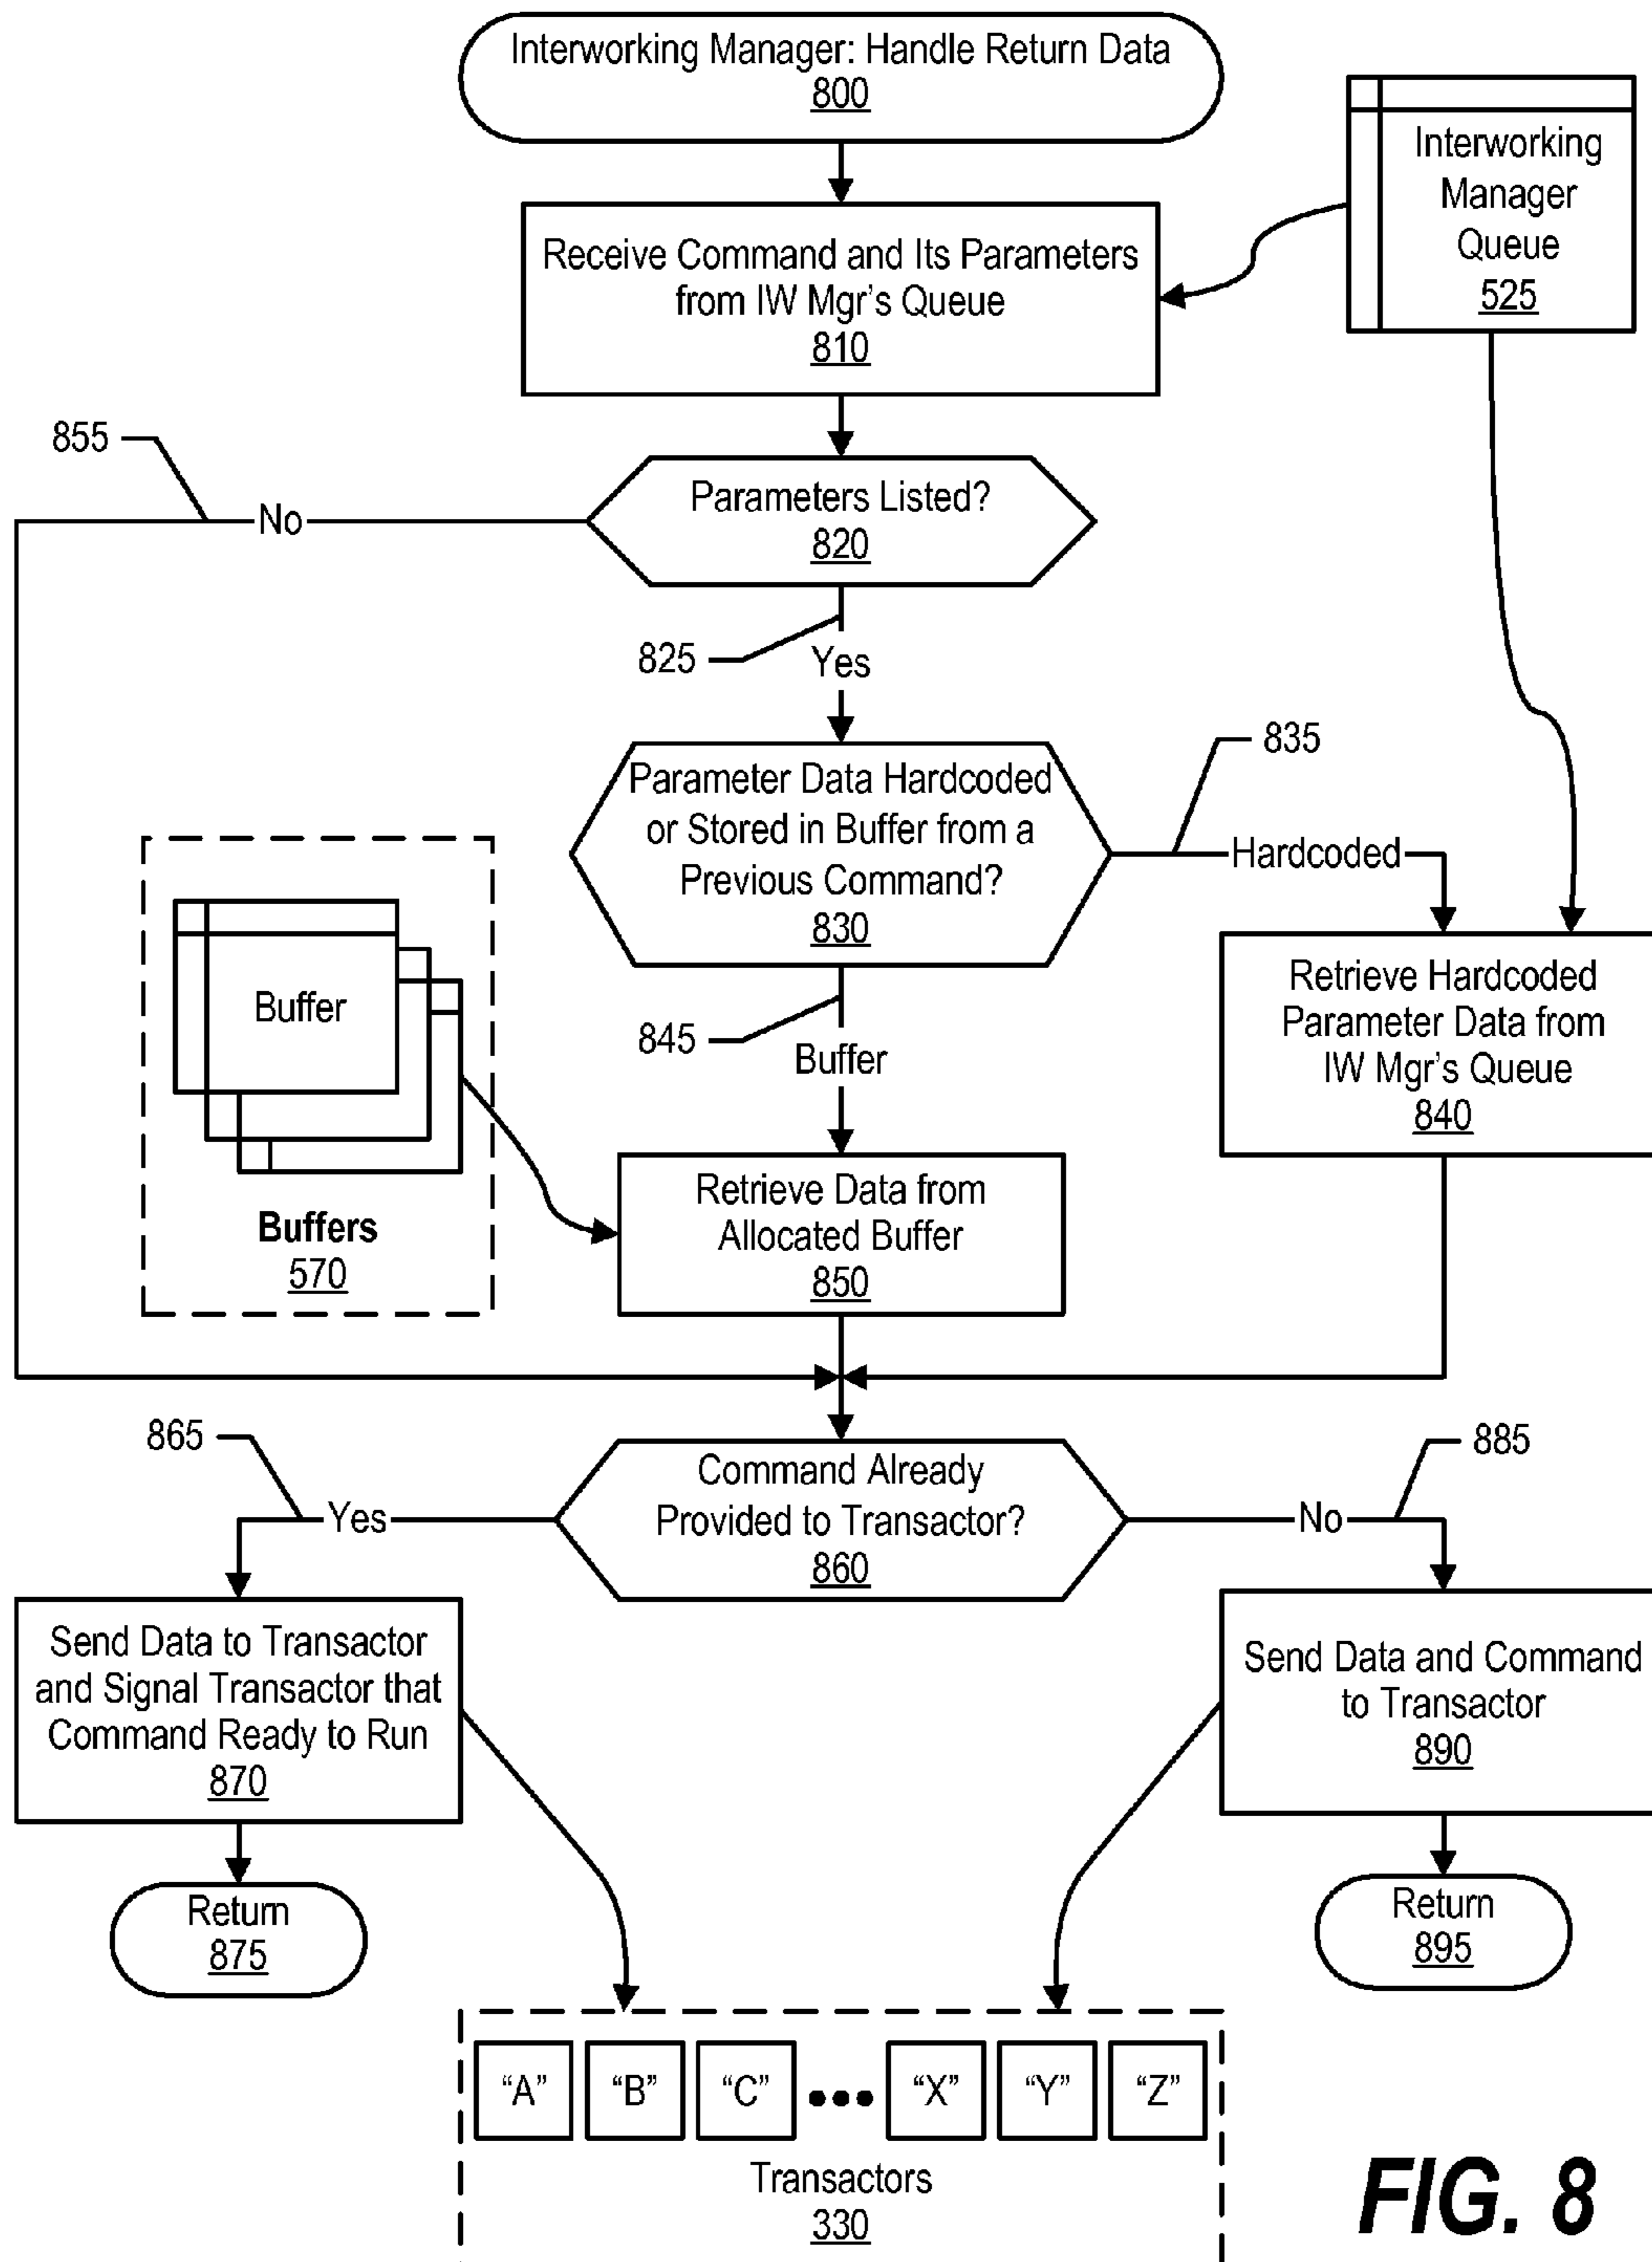 Interworking Manager: Handle Return Data
800
Interworking
Manager
Queue
525
Receive Command and Its Parameters
from IW Mgr's Queue
810
855
No
Parameters Listed?
820
825
Yes
835
Parameter Data Hardcoded
or Stored in Buffer from a
Previous Command?
830
Hardcoded
Buffer
Buffers
570
845
Buffer
Retrieve Hardcoded
Parameter Data from
IW Mgr's Queue
840
Retrieve Data from
Allocated Buffer
850
865
Yes
Command Already
Provided to Transactor?
860
885
No
Send Data to Transactor
and Signal Transactor that
Command Ready to Run
870
Send Data and Command
to Transactor
890
Return
875
Return
895
“A” “B” “C” ●●● “X” “Y” “Z”
Transactors
330
FIG. 8